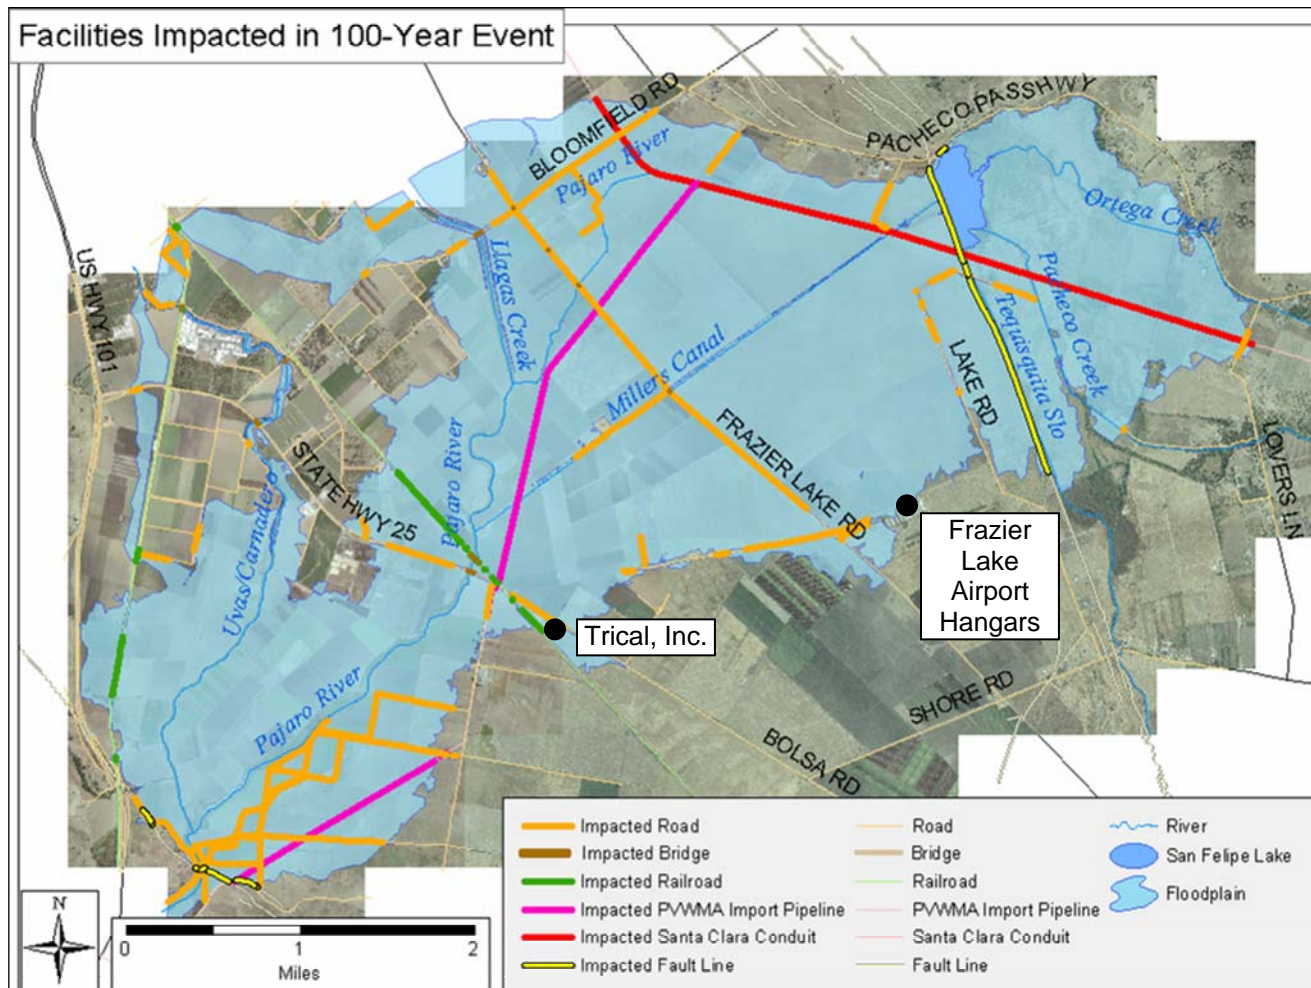 Facilities Impacted in 100-Year Event
BLOOMFIELD RD
PACHECO PASSHWY
Pajaro River
Ortega Creek
US HWY 101
Llagas Creek
Pacheco Creek
Tequisquita Slo
Millers Canal
LAKE RD
FRAZIER LAKE RD
LOVERS LN
STATE HWY 25
Pajaro River
Uvas/Carnadero
Frazier
Lake
Airport
Hangars
Trical, Inc.
Pajaro River
SHORE RD
BOLSA RD
Impacted Road
Impacted Bridge
Impacted Railroad
Impacted PVWMA Import Pipeline
Impacted Santa Clara Conduit
Impacted Fault Line
Road
Bridge
Railroad
PVWMA Import Pipeline
Santa Clara Conduit
Fault Line
River
San Felipe Lake
Floodplain
N
0 1 2
Miles